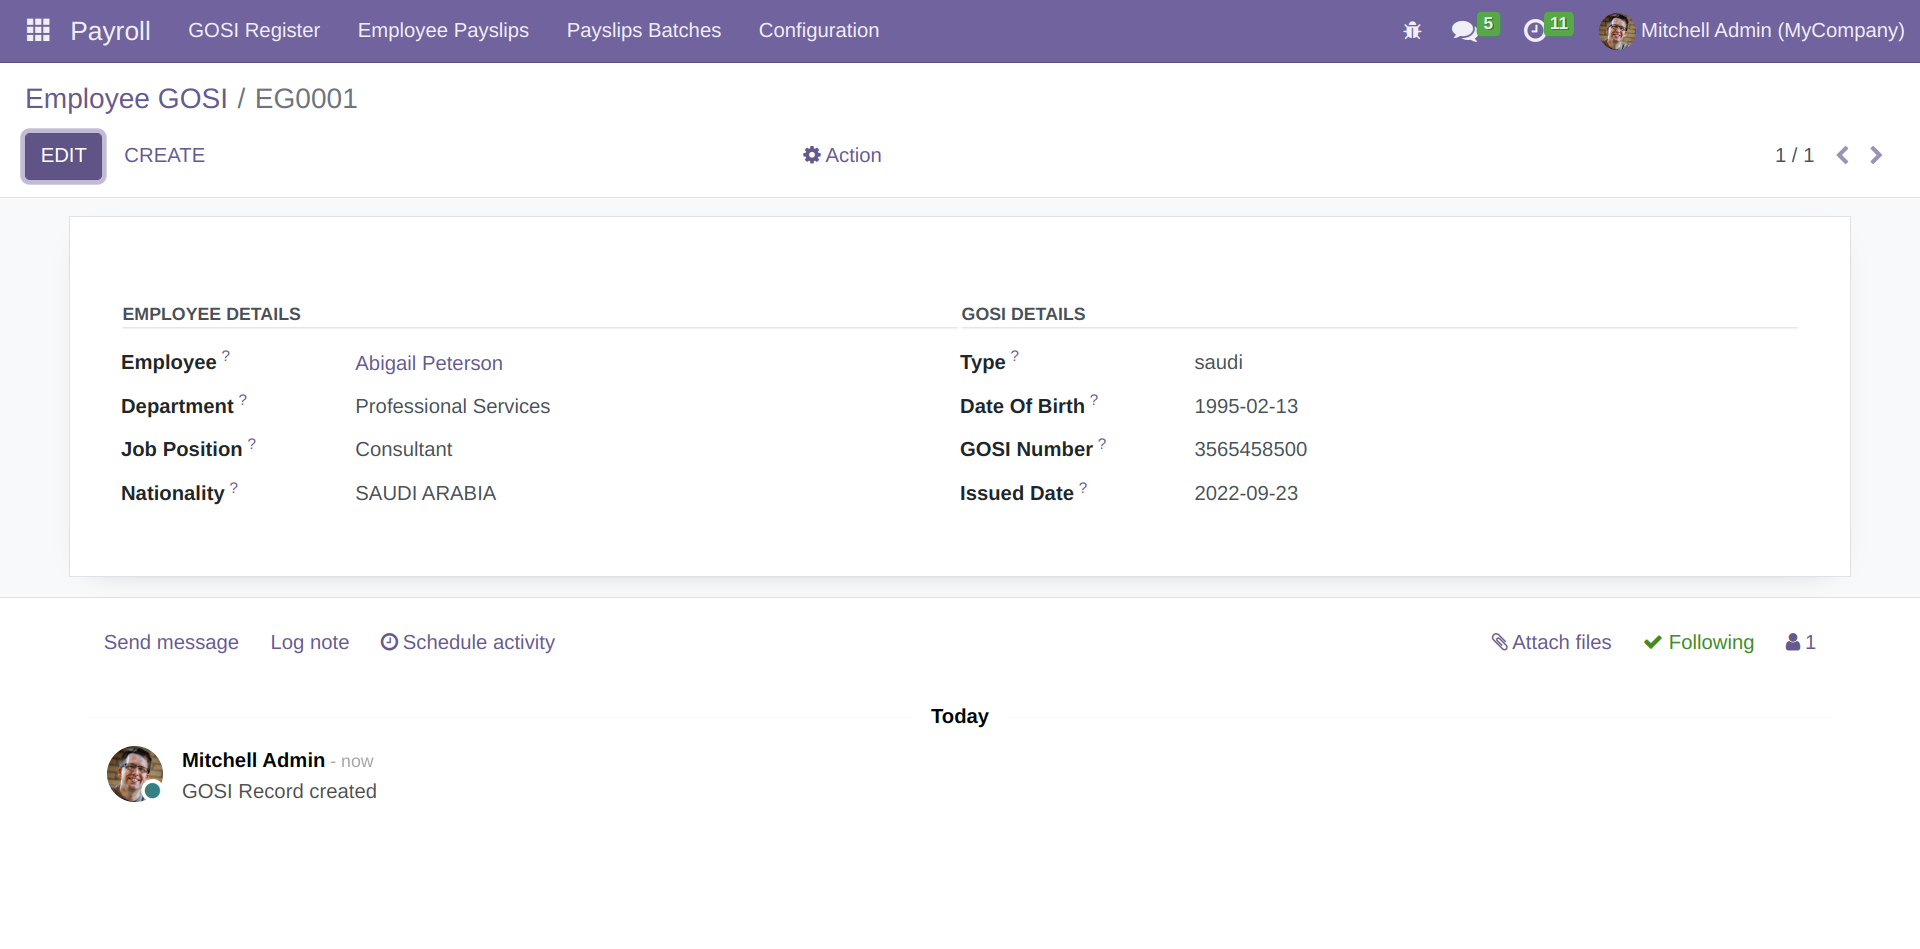 Payroll GOSI Register Employee Payslips Payslips Batches Configuration 5 11 Mitchell Admin (MyCompany)
Employee GOSI / EG0001
EDIT CREATE Action 1 / 1
EMPLOYEE DETAILS GOSI DETAILS
Employee ? Abigail Peterson Type ? saudi
Department ? Professional Services Date Of Birth ? 1995-02-13
Job Position ? Consultant GOSI Number ? 3565458500
Nationality ? SAUDI ARABIA Issued Date ? 2022-09-23
Send message Log note Schedule activity Attach files Following 1
Today
Mitchell Admin - now
GOSI Record created